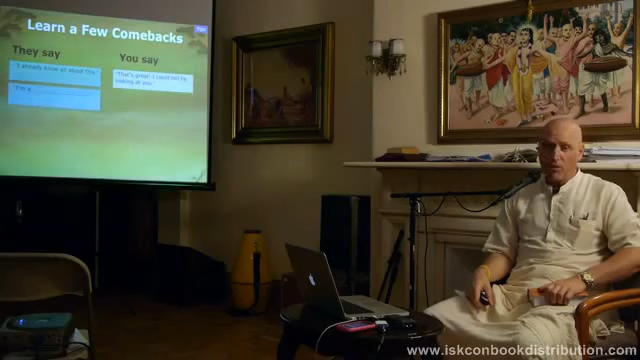 Learn a Few Comebacks
They say
You say
"I already know all about this
"That's great! I could tell by
looking at you."
"I'm a
www.iskconbookdistribution.com